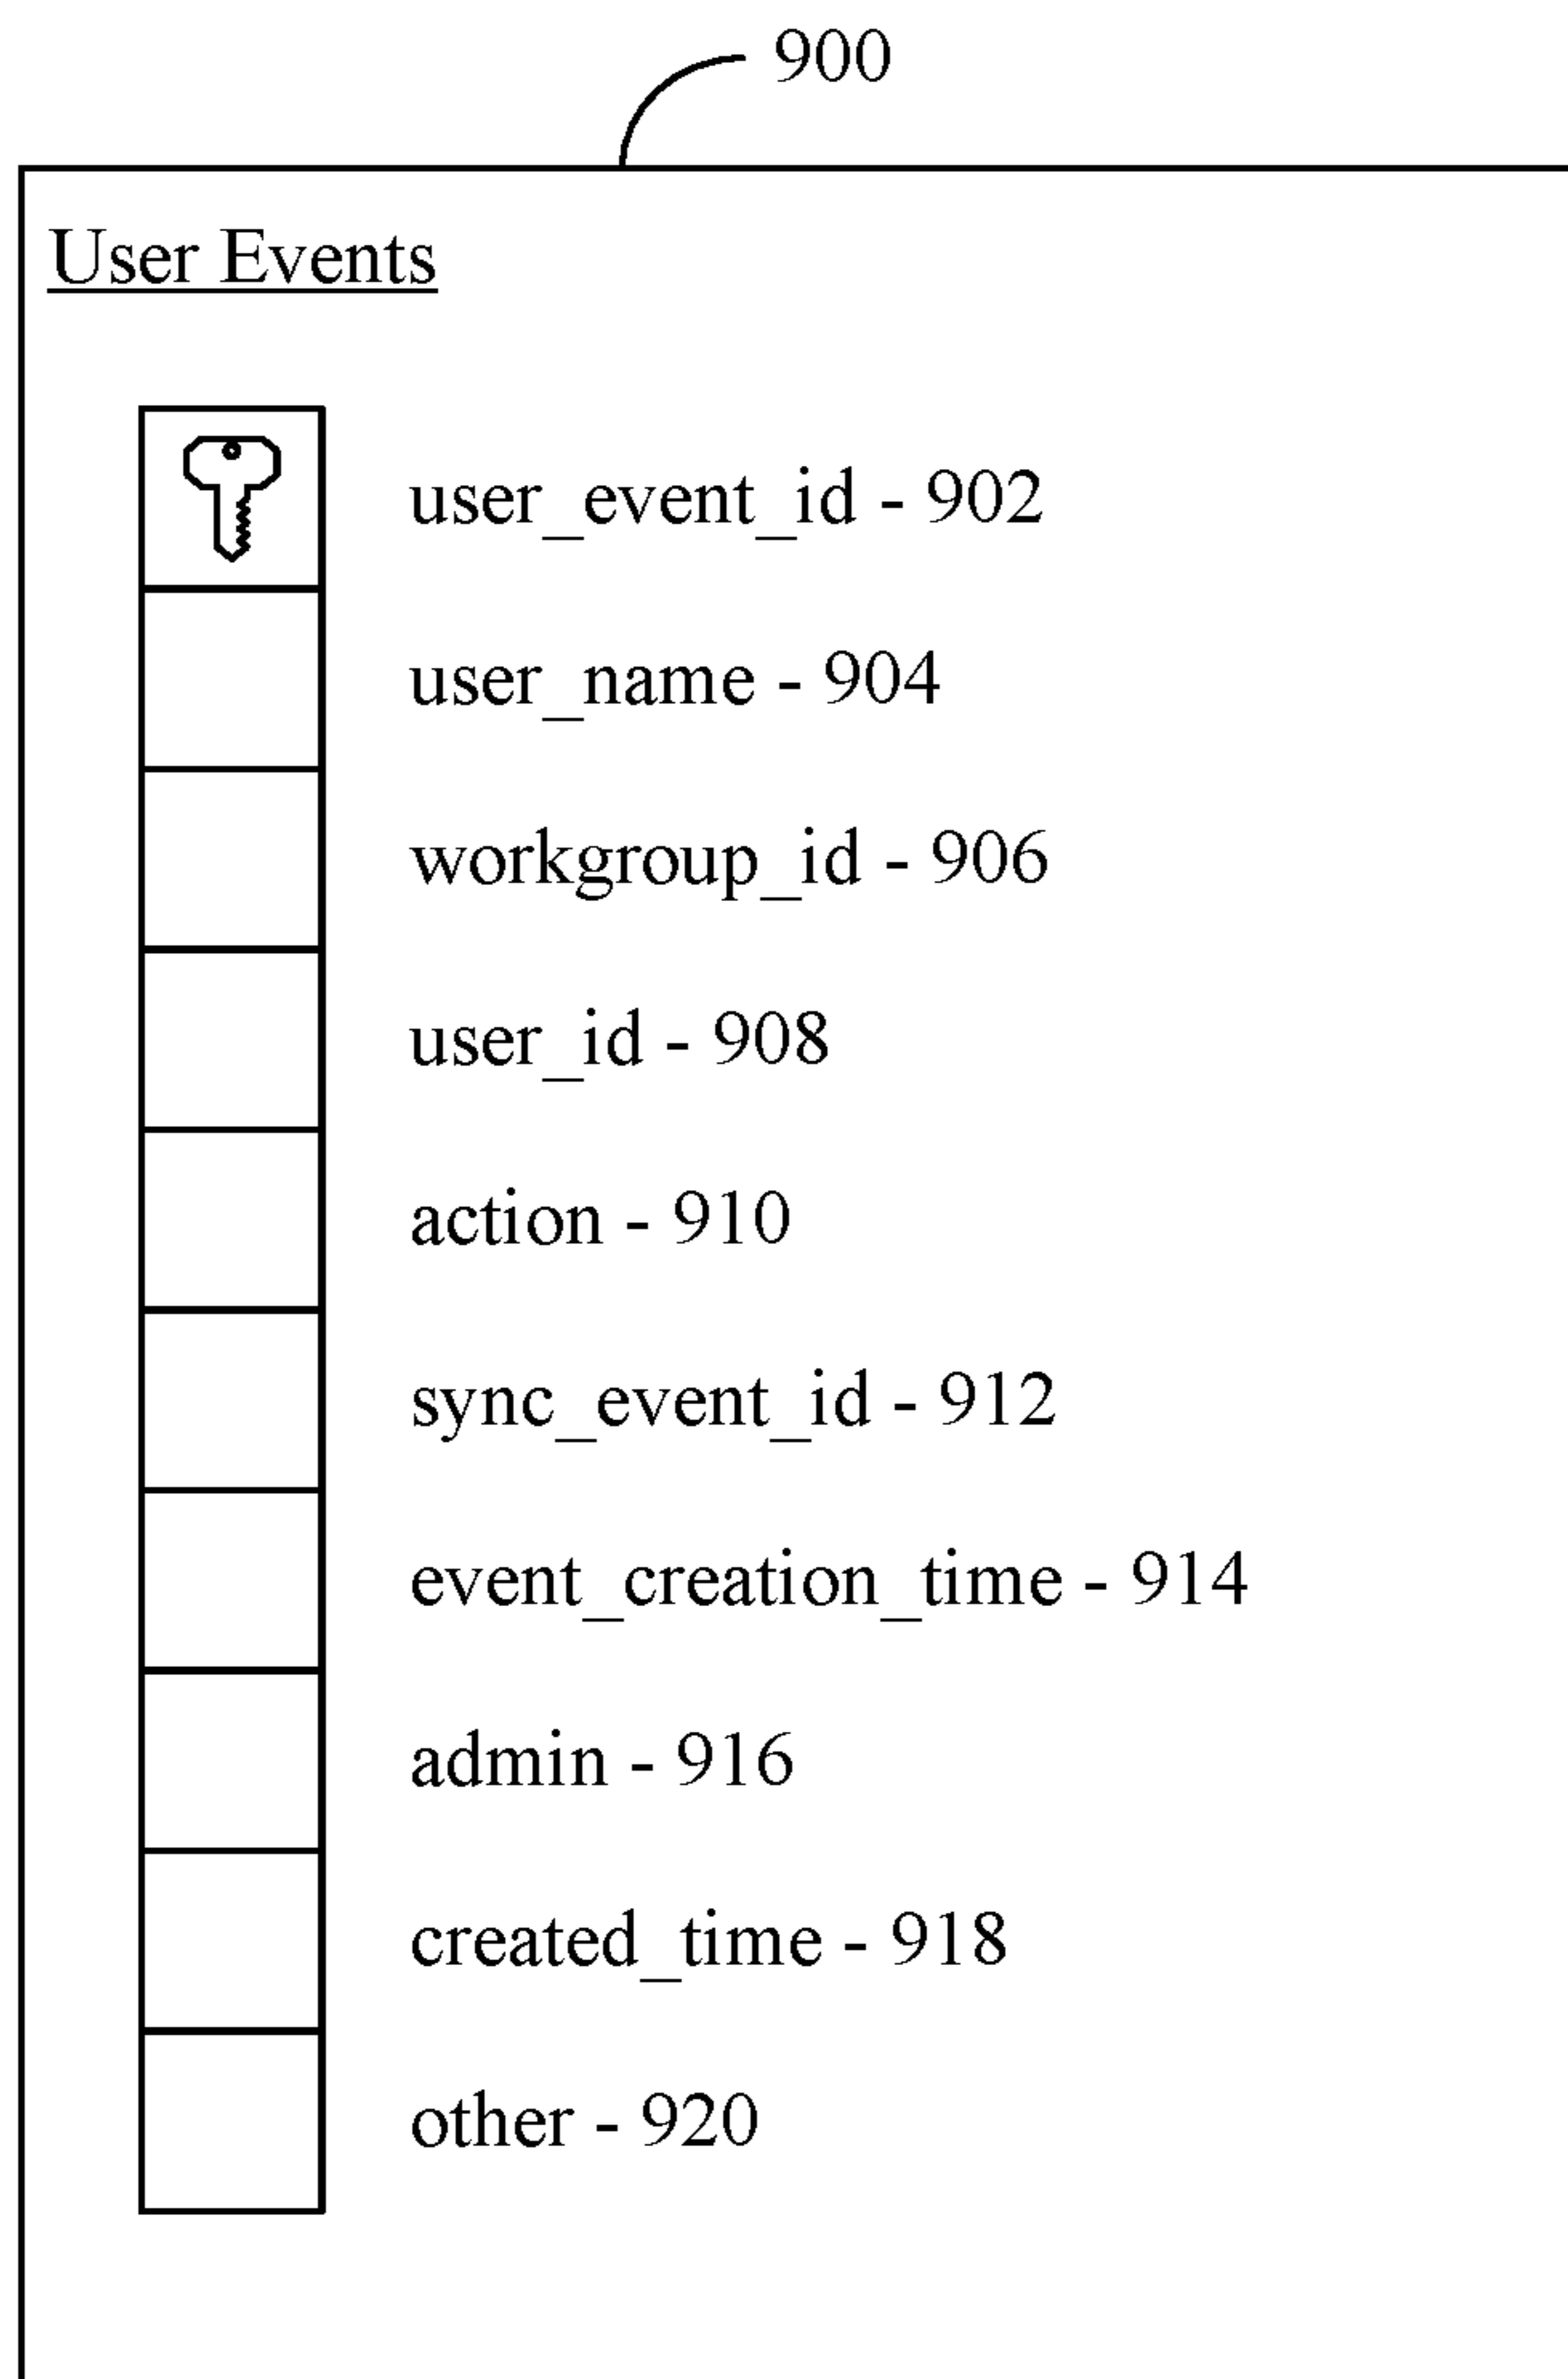 900
User Events
user_event_id - 902
user_name - 904
workgroup_id - 906
user_id - 908
action - 910
sync_event_id - 912
event_creation_time - 914
admin - 916
created_time - 918
other - 920